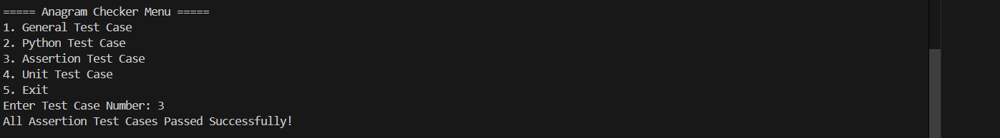 ===== Anagram Checker Menu =====
1. General Test Case
2. Python Test Case
3. Assertion Test Case
4. Unit Test Case
5. Exit
Enter Test Case Number: 3
All Assertion Test Cases Passed Successfully!